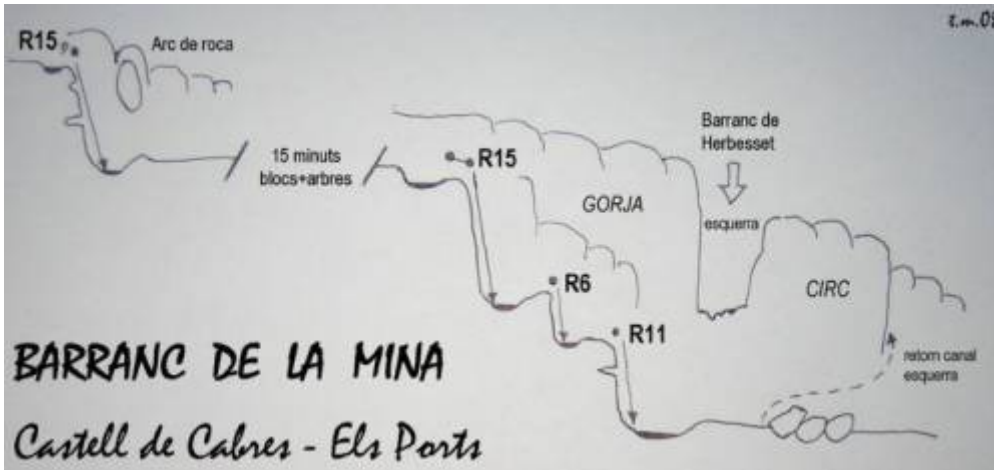 R15
Arc de roca
15 minuts
blocs+arbres
R15
GORJA
Barranc de
Herbesset
esquerra
CIRC
R6
R11
retorn canal
esquerra
BARRANC DE LA MINA
Castell de Cabres - Els Ports